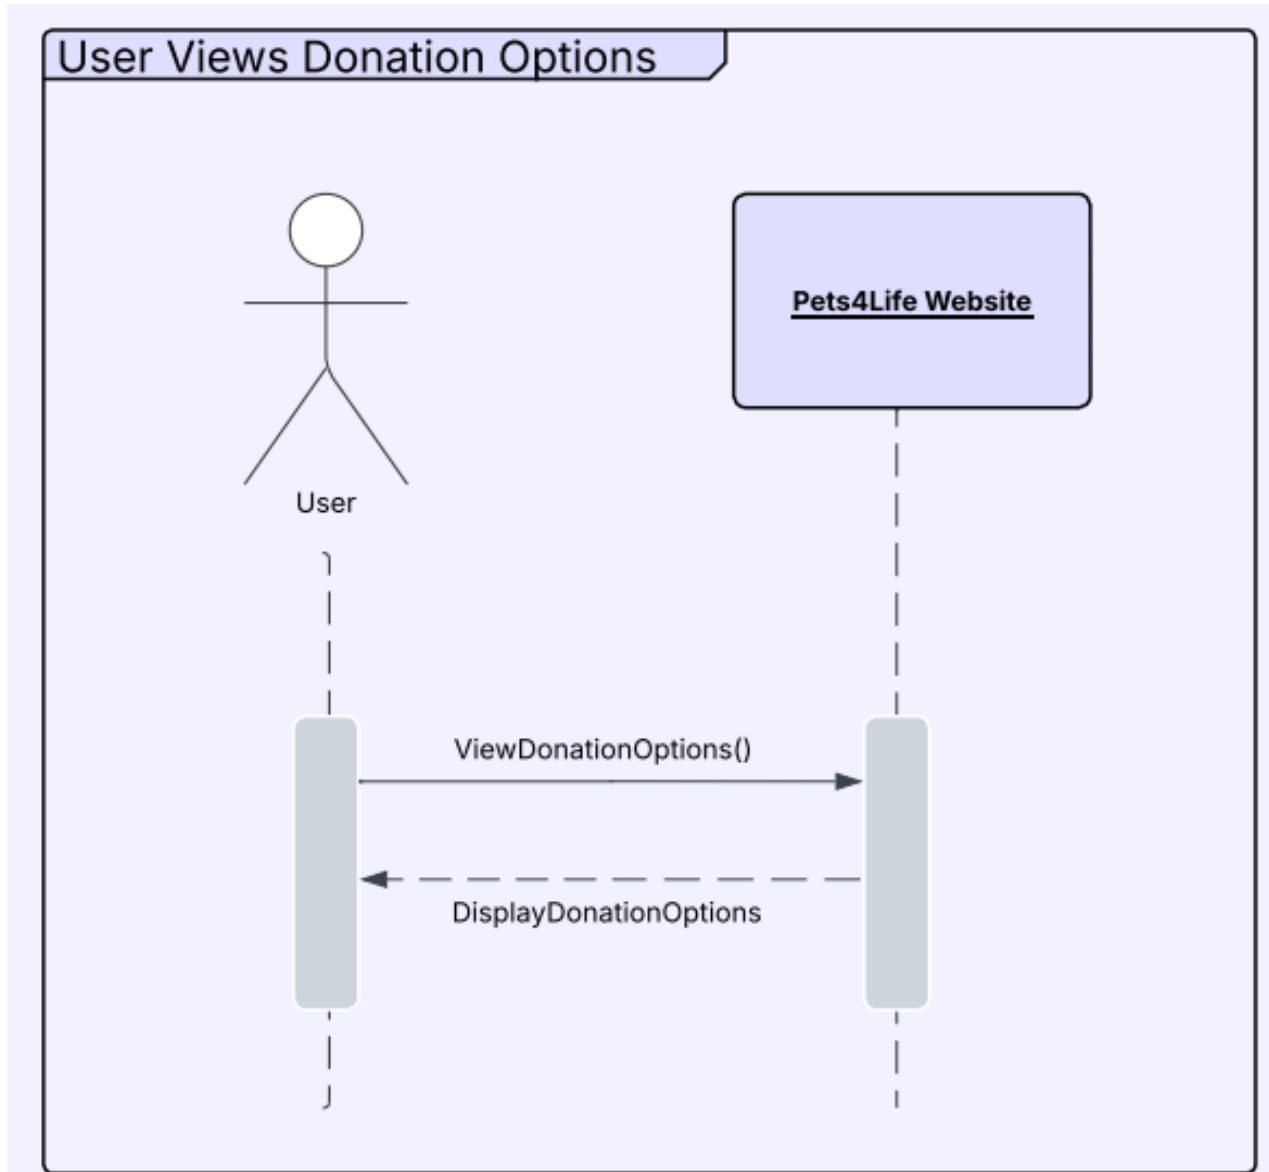 User Views Donation Options
Pets4Life Website
User
ViewDonationOptions()
DisplayDonationOptions